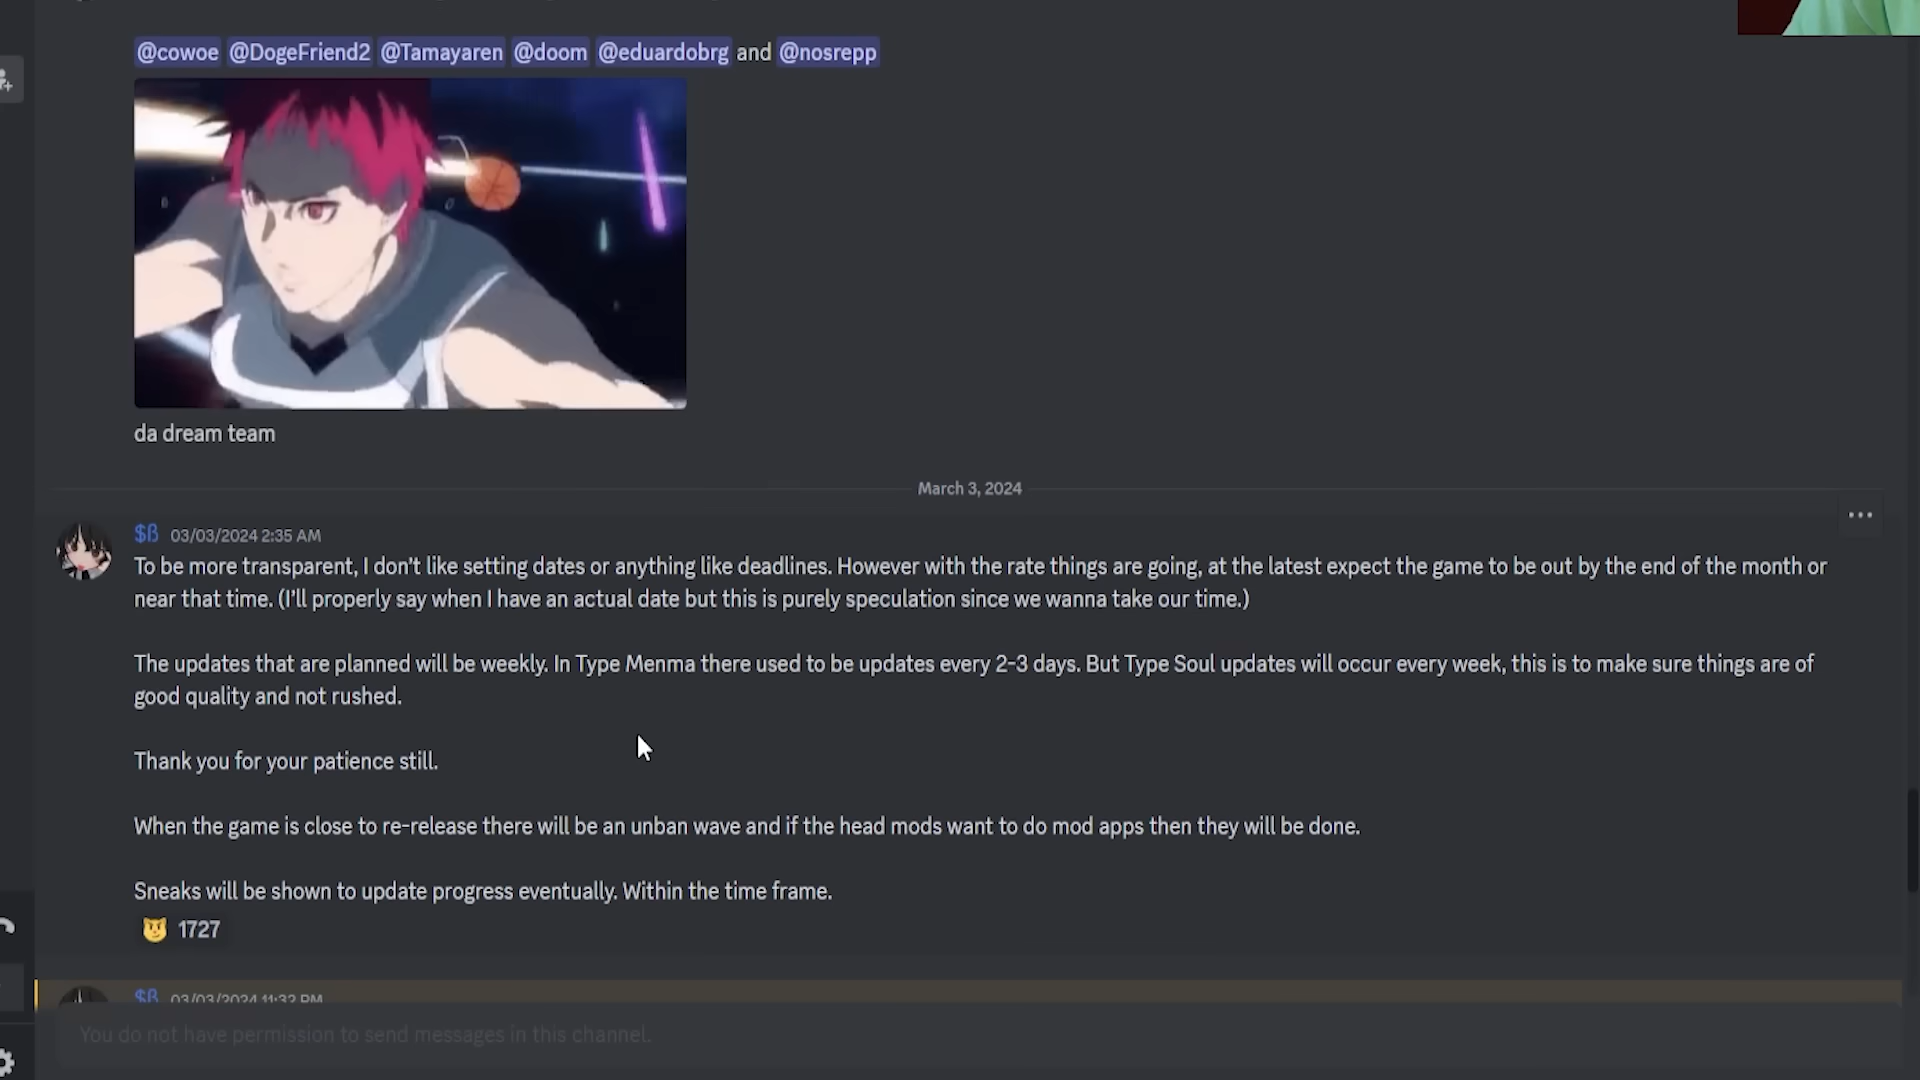 @cowoe @DogeFriend2 @Tamayaren @doom @eduardobrg and @nosrepp
da dream team
March 3, 2024
$ß 03/03/2024 2:35 AM
To be more transparent, I don't like setting dates or anything like deadlines. However with the rate things are going, at the latest expect the game to be out by the end of the month or
near that time. (I'll properly say when I have an actual date but this is purely speculation since we wanna take our time.)
The updates that are planned will be weekly. In Type Menma there used to be updates every 2-3 days. But Type Soul updates will occur every week, this is to make sure things are of
good quality and not rushed.
Thank you for your patience still.
When the game is close to re-release there will be an unban wave and if the head mods want to do mod apps then they will be done.
Sneaks will be shown to update progress eventually. Within the time frame.
1727
$ß 03/03/2024 11:32 PM
You do not have permission to send messages in this channel.